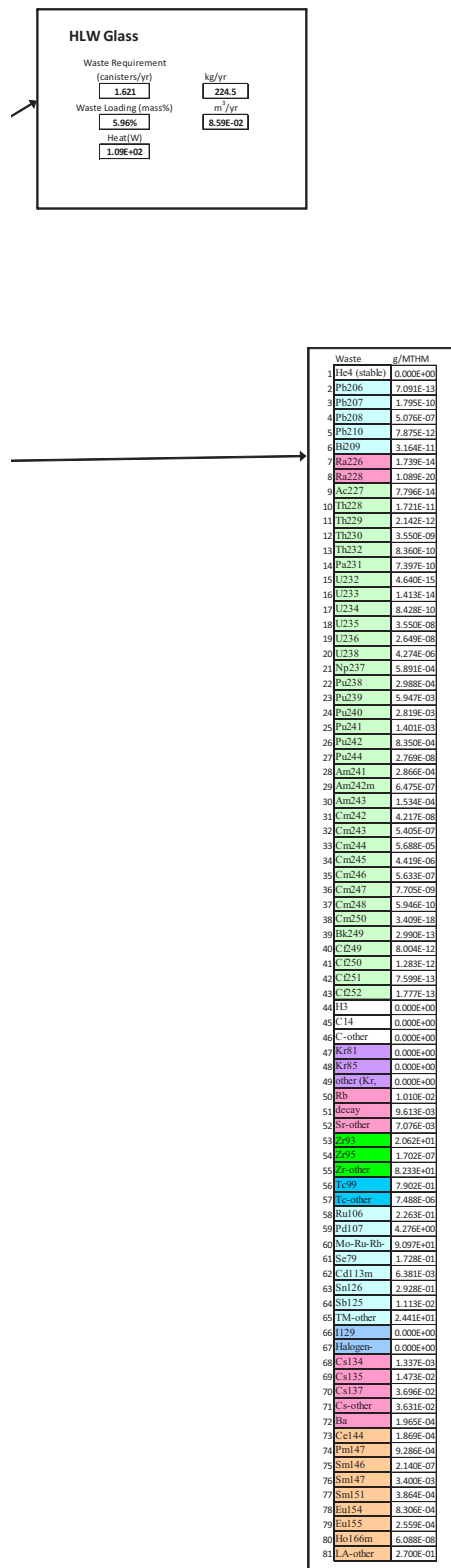 HLW Glass
Waste Requirement
(canisters/yr) kg/yr
1.621 224.5
Waste Loading (mass%) m³/yr
5.96% 8.59E-02
Heat(W)
1.09E+02
Waste g/MTHM
1 He4 (stable) 0.000E+00
2 Pb206 7.091E-13
3 Pb207 1.795E-10
4 Pb208 5.076E-07
5 Pb210 7.875E-12
6 Bi209 3.164E-11
7 Ra226 1.739E-14
8 Ra228 1.089E-20
9 Ac227 7.796E-14
10 Th228 1.721E-11
11 Th229 2.142E-12
12 Th230 3.550E-09
13 Th232 8.360E-10
14 Pa231 7.397E-10
15 U232 4.640E-15
16 U233 1.413E-14
17 U234 8.428E-10
18 U235 3.550E-08
19 U236 2.649E-08
20 U238 4.274E-06
21 Np237 5.891E-04
22 Pu238 2.988E-04
23 Pu239 5.947E-03
24 Pu240 2.819E-03
25 Pu241 1.401E-03
26 Pu242 8.350E-04
27 Pu244 2.769E-08
28 Am241 2.866E-04
29 Am242m 6.475E-07
30 Am243 1.534E-04
31 Cm242 4.217E-08
32 Cm243 5.405E-07
33 Cm244 5.688E-05
34 Cm245 4.419E-06
35 Cm246 5.633E-07
37 Cm247 7.705E-09
37 Cm248 5.946E-10
38 Cm250 3.409E-18
39 Bk249 2.990E-13
40 Cf249 8.004E-12
41 Cf250 1.283E-12
42 Cf251 7.599E-13
43 Cf252 1.777E-13
44 H3 0.000E+00
45 C14 0.000E+00
46 C-other 0.000E+00
47 Kr81 0.000E+00
48 Kr85 0.000E+00
49 other (Kr, 0.000E+00
50 Rb 1.010E-02
51 decay 9.613E-03
52 Sr-other 7.076E-03
53 Zr93 2.062E+01
54 Zr95 1.702E-07
55 Zr-other 8.233E+01
56 Tc99 7.902E-01
57 Tc-other 7.488E-06
58 Ru106 2.263E-01
59 Pd107 4.276E+00
60 Mo-Ru-Rh- 9.097E+01
61 Se79 1.728E-01
62 Cd113m 6.381E-03
63 Sn126 2.928E-01
64 Sb125 1.113E-02
65 TM-other 2.441E+01
66 I129 0.000E+00
67 Halogen- 0.000E+00
68 Cs134 1.337E-03
69 Cs135 1.473E-02
70 Cs137 3.696E-02
71 Cs-other 3.631E-02
72 Ba 1.965E-04
73 Ce144 1.869E-04
74 Pm147 9.286E-04
75 Sm146 2.140E-07
76 Sm147 3.400E-03
77 Sm151 3.864E-04
78 Eu154 8.306E-04
79 Eu155 2.559E-04
80 Ho166m 6.088E-08
81 LA-other 2.700E-01